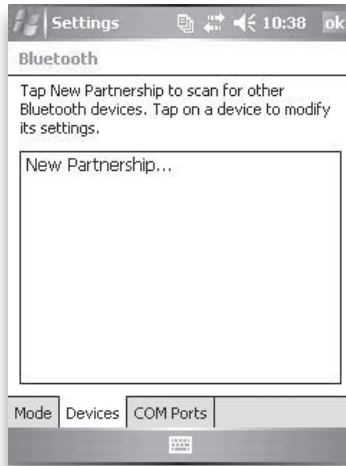 Settings 10:38 ok
Bluetooth
Tap New Partnership to scan for other
Bluetooth devices. Tap on a device to modify
its settings.
New Partnership...
Mode Devices COM Ports